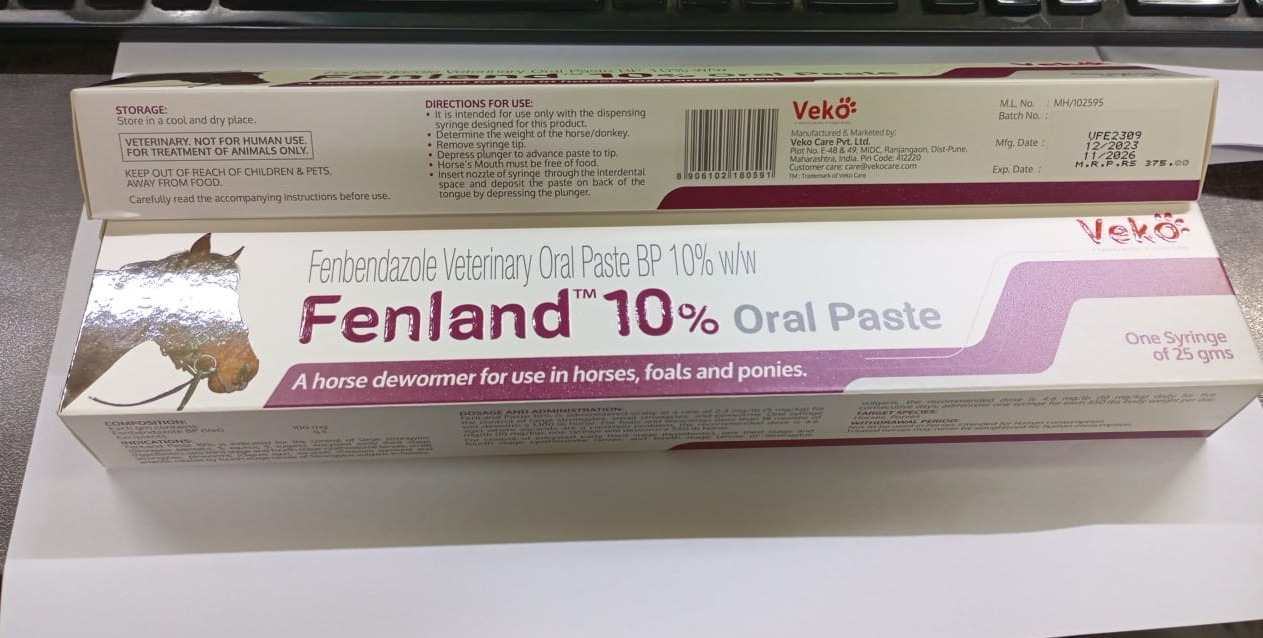 Fenland 10% Oral Paste
STORAGE:
Store in a cool and dry place.
VETERINARY. NOT FOR HUMAN USE.
FOR TREATMENT OF ANIMALS ONLY.
KEEP OUT OF REACH OF CHILDREN & PETS,
AWAY FROM FOOD.
Carefully read the accompanying instructions before use.
DIRECTIONS FOR USE:
• It is intended for use only with the dispensing
syringe designed for this product.
• Determine the weight of the horse/donkey.
• Remove syringe tip.
• Depress plunger to advance paste to tip.
• Horse's Mouth must be free of food.
• Insert nozzle of syringe through the interdental
space and deposit the paste on back of the
tongue by depressing the plunger.
8 906102 180591
Veko
Manufactured & Marketed by:
Veko Care Pvt. Ltd.
Plot No. E-48 & 49, MIDC, Ranjangaon, Dist-Pune,
Maharashtra, India. Pin Code: 412220
Customer care: care@vekocare.com
TM : Trademark of Veko Care
M.L. No. : MH/102595
Batch No. :
Mfg. Date :
Exp. Date :
VFE2309
12/2023
11/2026
M.R.P.RS 375.00
Veko
Fenbendazole Veterinary Oral Paste BP 10% w/w
Fenland™ 10% Oral Paste
A horse dewormer for use in horses, foals and ponies.
One Syringe
of 25 gms
COMPOSITION:
100 mg
INDICATIONS:
DOSAGE AND ADMINISTRATION:
TARGET SPECIES:
Horses, Ponies
WITHDRAWAL PERIOD: